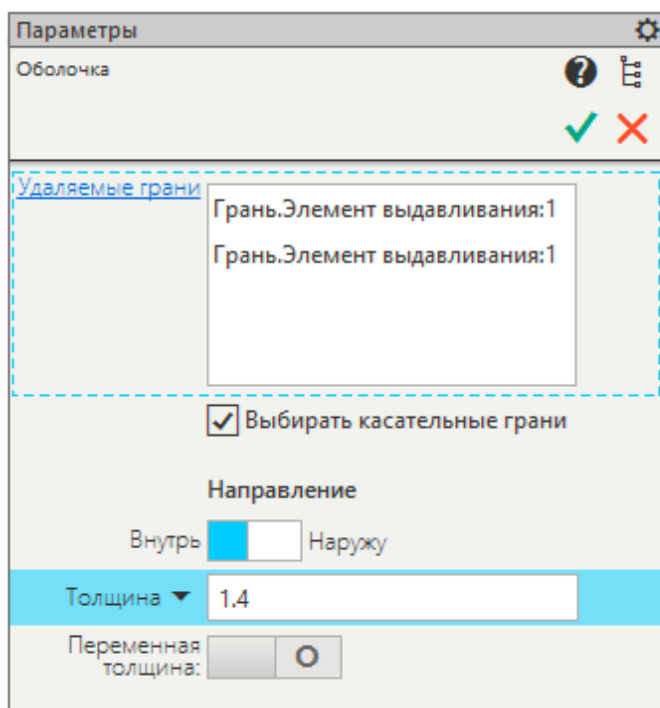 Параметры
Оболочка
Удаляемые грани
Грань.Элемент выдавливания:1
Грань.Элемент выдавливания:1
Выбирать касательные грани
Направление
Внутрь Наружу
Толщина 1.4
Переменная
толщина: